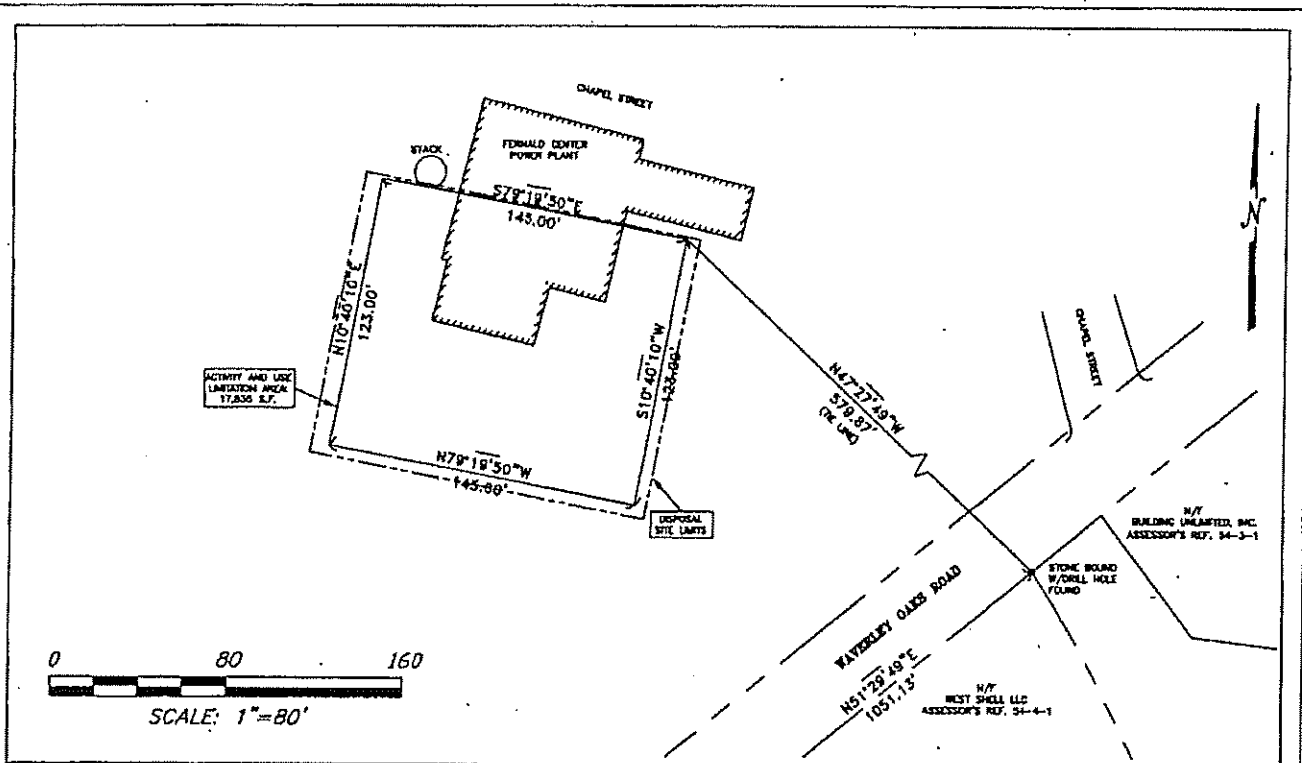 CHAPEL STREET
STACK
FERNALD CENTER
POWER PLANT
S79°19'50"E
145.00'
N10°40'10"E
123.00'
S10°40'10"W
123.00'
ACTIVITY AND USE
LIMITATION AREA
17,835 S.F.
N79°19'50"W
145.00'
DISPOSAL
SITE LIMITS
N47°27'49"W
579.87'
(TIE LINE)
CHAPEL STREET
N
N/F
BUILDING UNLIMITED, INC.
ASSESSOR'S REF. 54-3-1
STONE BOUND
W/DRILL HOLE
FOUND
WAVERLEY OAKS ROAD
N51°29'49"E
1051.13'
N/F
WEST SHELL LLC
ASSESSOR'S REF. 54-4-1
0 80 160
SCALE: 1"=80'